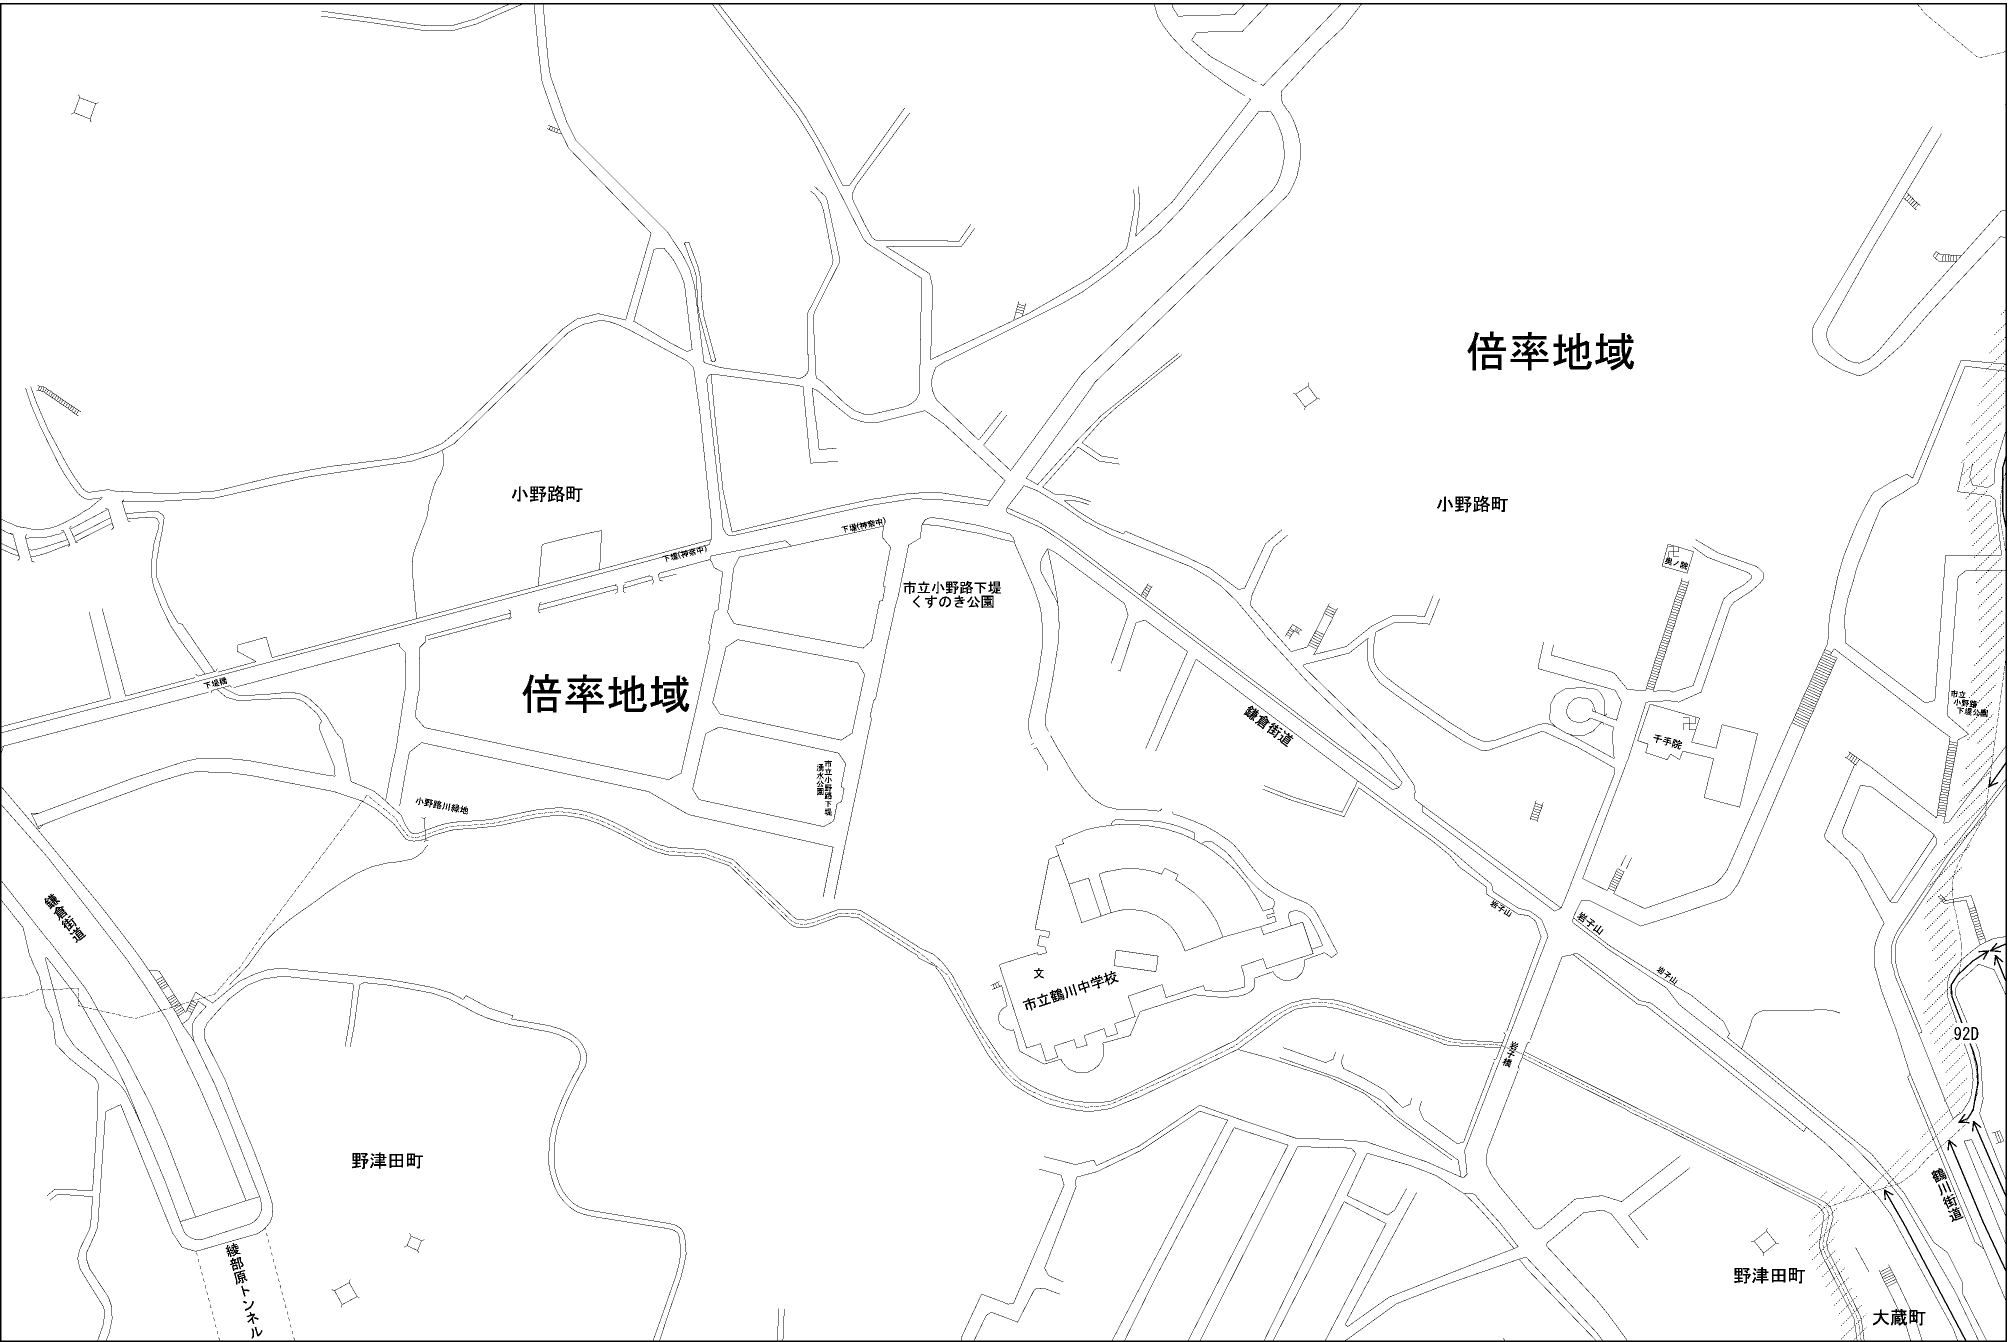 倍率地域
小野路町
小野路町
下堤(神奈中)
下堤(神奈中)
奥ノ院
市立小野路下堤
くすのき公園
下堤橋
倍率地域
市立
小野路
下堤公園
鎌倉街道
千手院
市立小野路下堤
湧水公園
小野路川緑地
鎌倉街道
岩子山
岩子山
岩子山
文
市立鶴川中学校
92D
岩子橋
野津田町
鶴川街道
綾部原トンネル
野津田町
大蔵町